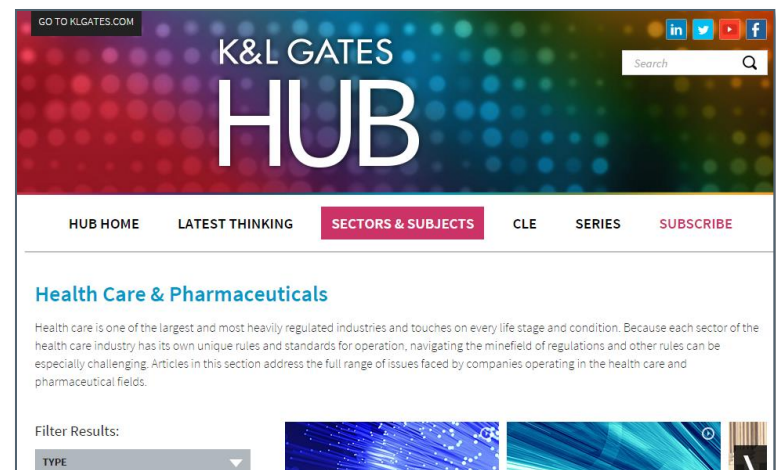 GO TO KLGATES.COM
K&L GATES
HUB
Search
HUB HOME LATEST THINKING SECTORS & SUBJECTS CLE SERIES SUBSCRIBE
Health Care & Pharmaceuticals
Health care is one of the largest and most heavily regulated industries and touches on every life stage and condition. Because each sector of the
health care industry has its own unique rules and standards for operation, navigating the minefield of regulations and other rules can be
especially challenging. Articles in this section address the full range of issues faced by companies operating in the health care and
pharmaceutical fields.
Filter Results:
TYPE